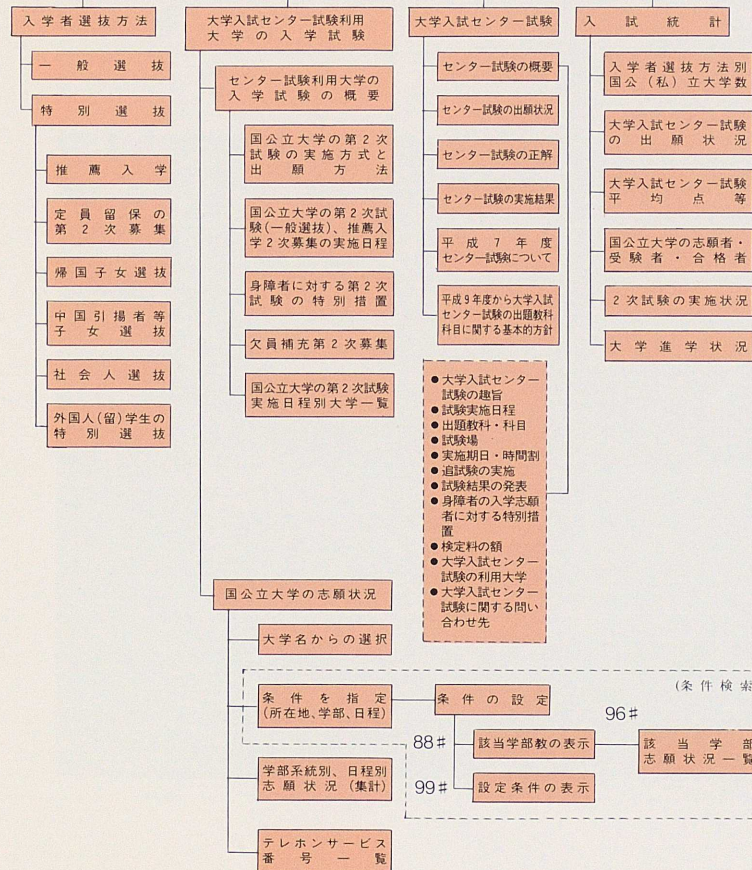 入学者選抜方法
一般選抜
特別選抜
推薦入学
定員留保の
第2次募集
帰国子女選抜
中国引揚者等
子女選抜
社会人選抜
外国人(留)学生の
特別選抜
大学入試センター試験利用
大学の入学試験
センター試験利用大学の
入学試験の概要
国公立大学の第2次
試験の実施方式と
出願方法
国公立大学の第2次試
験(一般選抜)、推薦入
学2次募集の実施日程
身障者に対する第2次
試験の特別措置
欠員補充第2次募集
国公立大学の第2次試験
実施日程別大学一覧
国公立大学の志願状況
大学名からの選択
条件を指定
(所在地、学部、日程)
学部系統別、日程別
志願状況(集計)
テレホンサービス
番号一覧
大学入試センター試験
センター試験の概要
センター試験の出願状況
センター試験の正解
センター試験の実施結果
平成7年度
センター試験について
平成9年度から大学入試
センター試験の出題教科
科目に関する基本的方針
●大学入試センター
試験の趣旨
●試験実施日程
●出題教科・科目
●試験場
●実施期日・時間割
●追試験の実施
●試験結果の発表
●身障者の入学志願
者に対する特別措
置
●検定料の額
●大学入試センター
試験の利用大学
●大学入試センター
試験に関する問い
合わせ先
入試統計
入学者選抜方法別
国公(私)立大学数
大学入試センター試験
の出願状況
大学入試センター試験
平均点等
国公立大学の志願者・
受験者・合格者
2次試験の実施状況
大学進学状況
(条件検索
条件の設定
96#
88#
該当学部数の表示
該当学部
志願状況一覧
99#
設定条件の表示